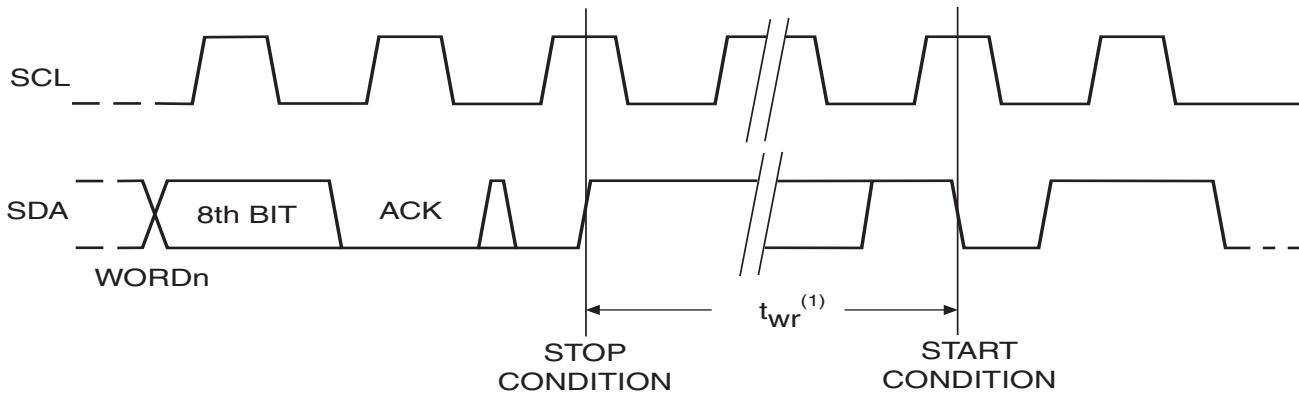 SCL
SDA
8th BIT
ACK
WORDn
twr(1)
STOP
CONDITION
START
CONDITION